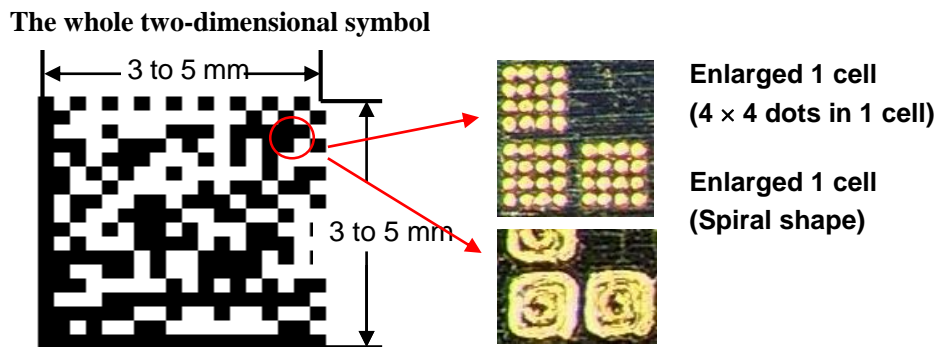 The whole two-dimensional symbol
3 to 5 mm
3 to 5 mm
Enlarged 1 cell
(4 × 4 dots in 1 cell)
Enlarged 1 cell
(Spiral shape)